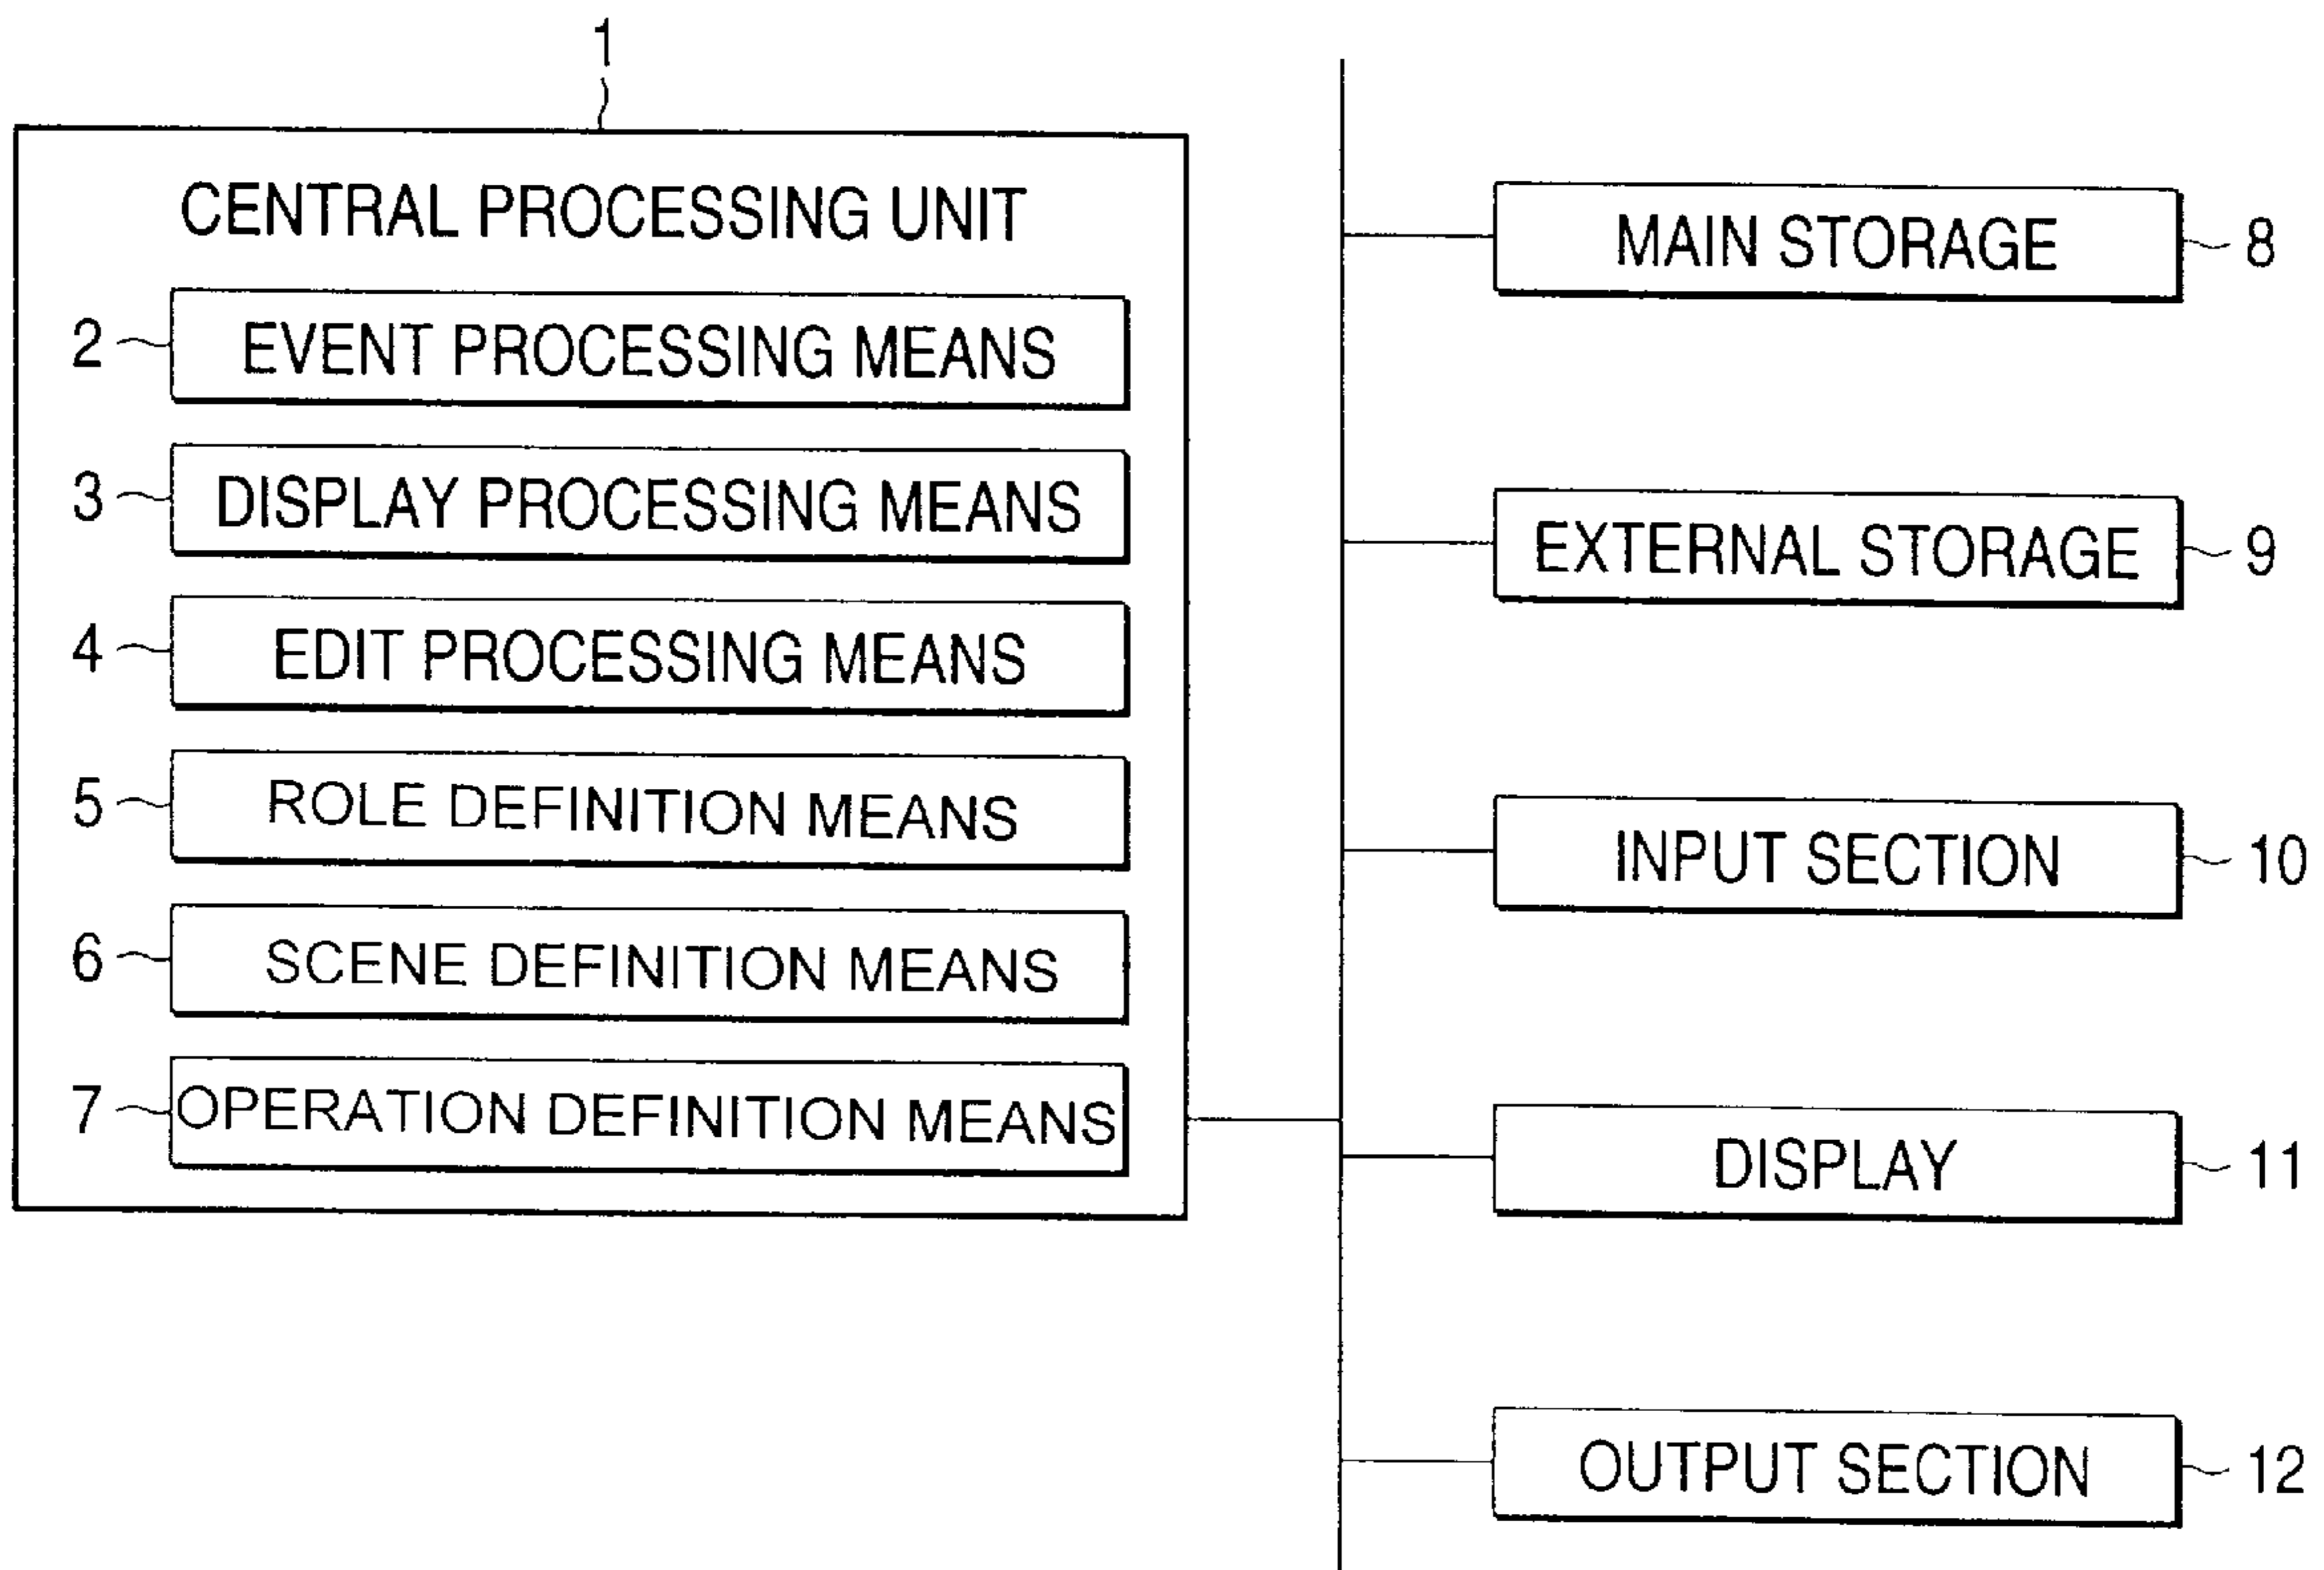 1
CENTRAL PROCESSING UNIT
2 EVENT PROCESSING MEANS
3 DISPLAY PROCESSING MEANS
4 EDIT PROCESSING MEANS
5 ROLE DEFINITION MEANS
6 SCENE DEFINITION MEANS
7 OPERATION DEFINITION MEANS
MAIN STORAGE 8
EXTERNAL STORAGE 9
INPUT SECTION 10
DISPLAY 11
OUTPUT SECTION 12